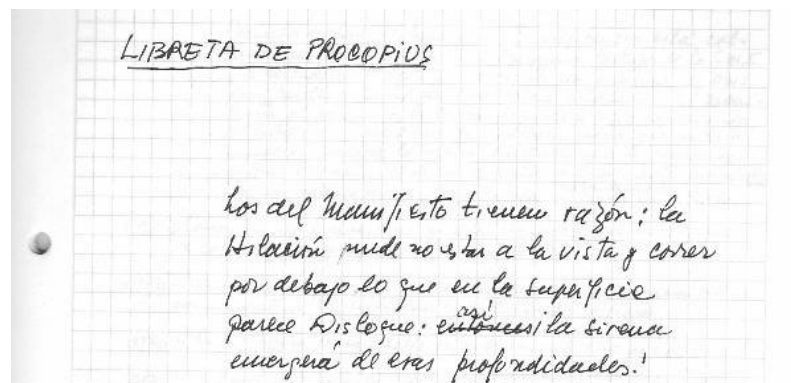 LIBRETA DE PROCOPIUS
Los del Manifiesto tienen razón: la
Hilación puede no estar a la vista y correr
por debajo lo que en la superficie
parece Disloque: así la sirena
emergerá de esas profundidades.